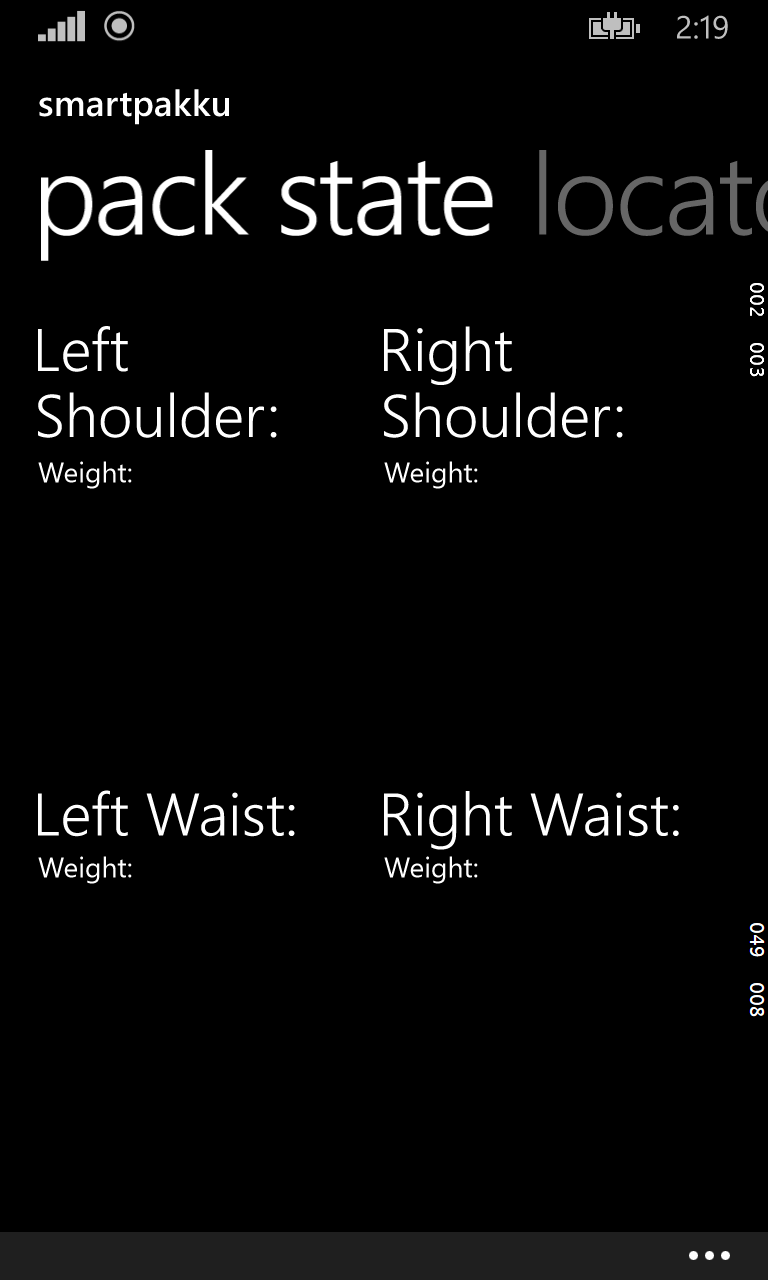 2:19
smartpakku
pack state locato
002 003
Left Shoulder:
Right Shoulder:
Weight:
Weight:
Left Waist:
Right Waist:
Weight:
Weight:
049 008